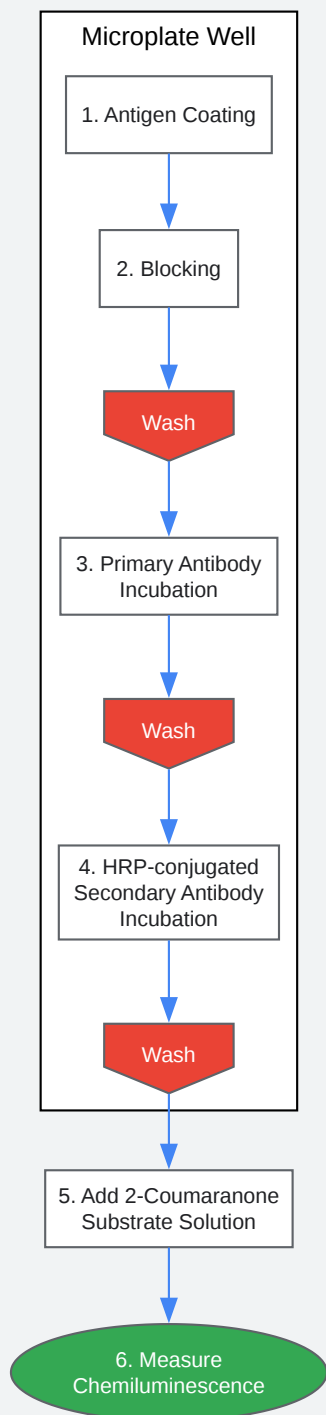 Microplate Well
1. Antigen Coating
2. Blocking
Wash
3. Primary Antibody
Incubation
Wash
4. HRP-conjugated
Secondary Antibody
Incubation
Wash
5. Add 2-Coumaranone
Substrate Solution
6. Measure
Chemiluminescence